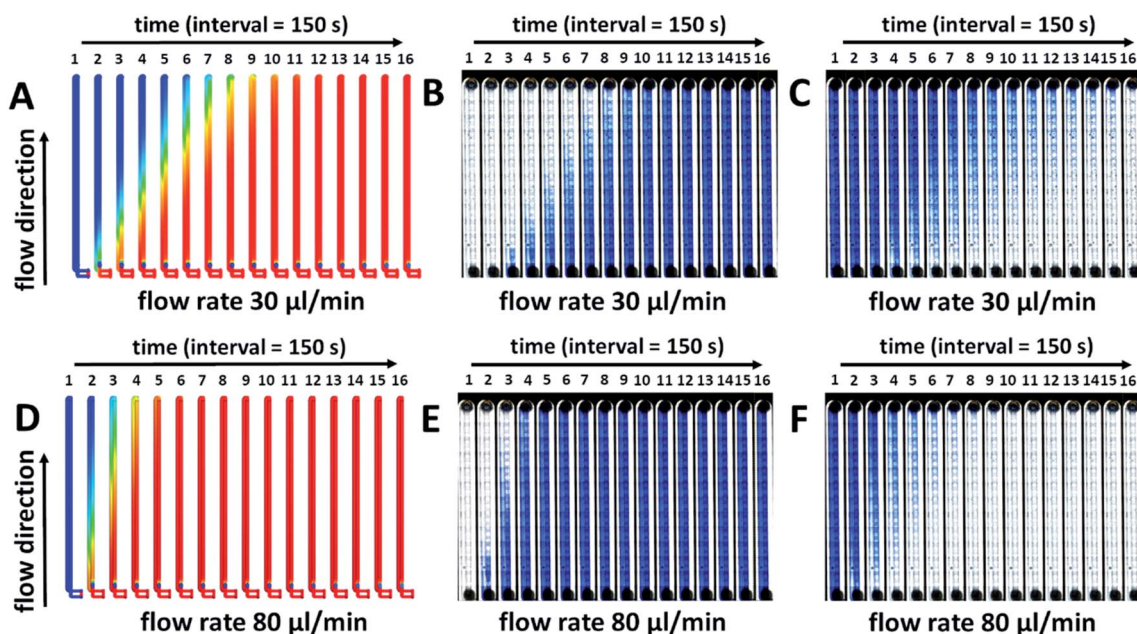 time (interval = 150 s)
1 2 3 4 5 6 7 8 9 10 11 12 13 14 15 16
A
flow direction
flow rate 30 µl/min
time (interval = 150 s)
1 2 3 4 5 6 7 8 9 10 11 12 13 14 15 16
B
flow rate 30 µl/min
time (interval = 150 s)
1 2 3 4 5 6 7 8 9 10 11 12 13 14 15 16
C
flow rate 30 µl/min
time (interval = 150 s)
1 2 3 4 5 6 7 8 9 10 11 12 13 14 15 16
D
flow direction
flow rate 80 µl/min
time (interval = 150 s)
1 2 3 4 5 6 7 8 9 10 11 12 13 14 15 16
E
flow rate 80 µl/min
time (interval = 150 s)
1 2 3 4 5 6 7 8 9 10 11 12 13 14 15 16
F
flow rate 80 µl/min